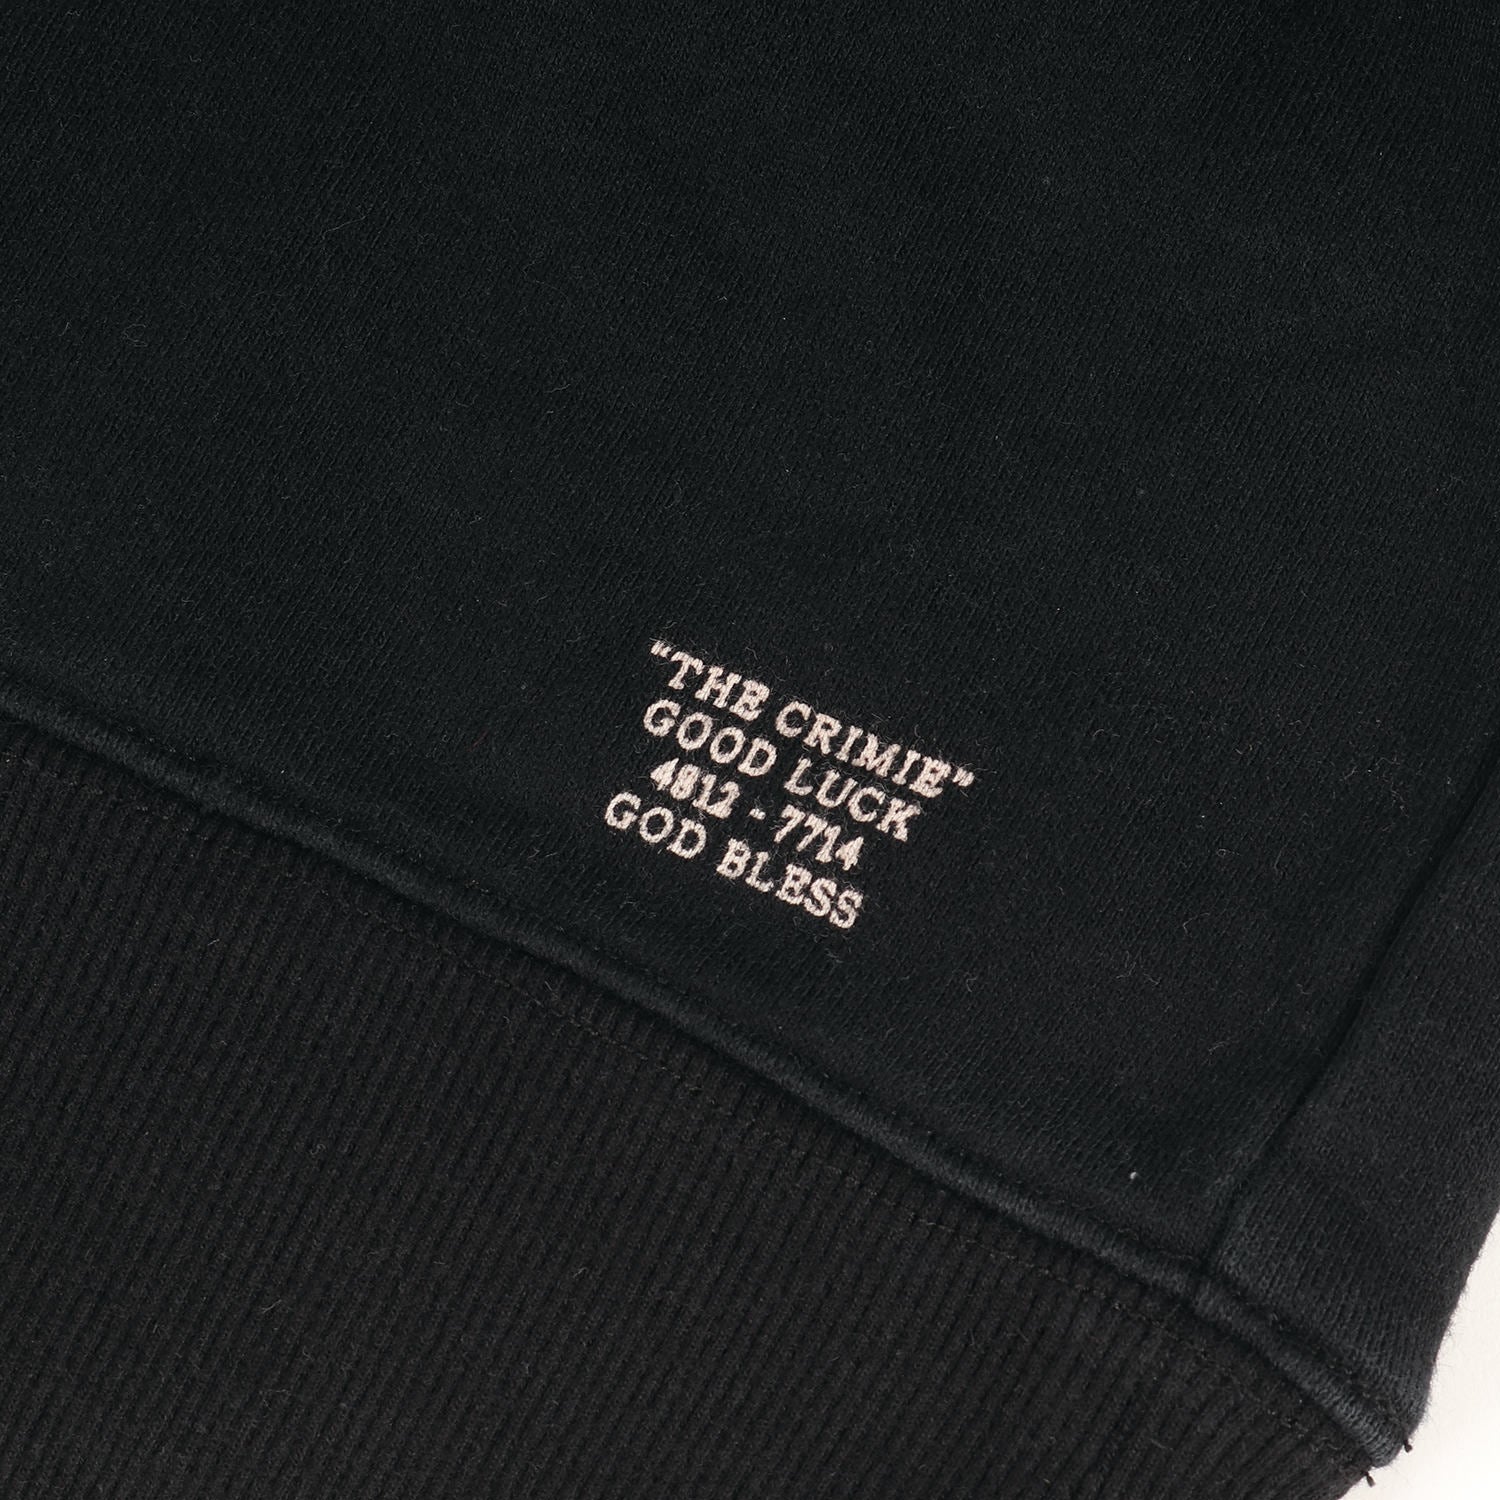 "THE CRIMIE"
GOOD LUCK
4812 - 7714
GOD BLESS